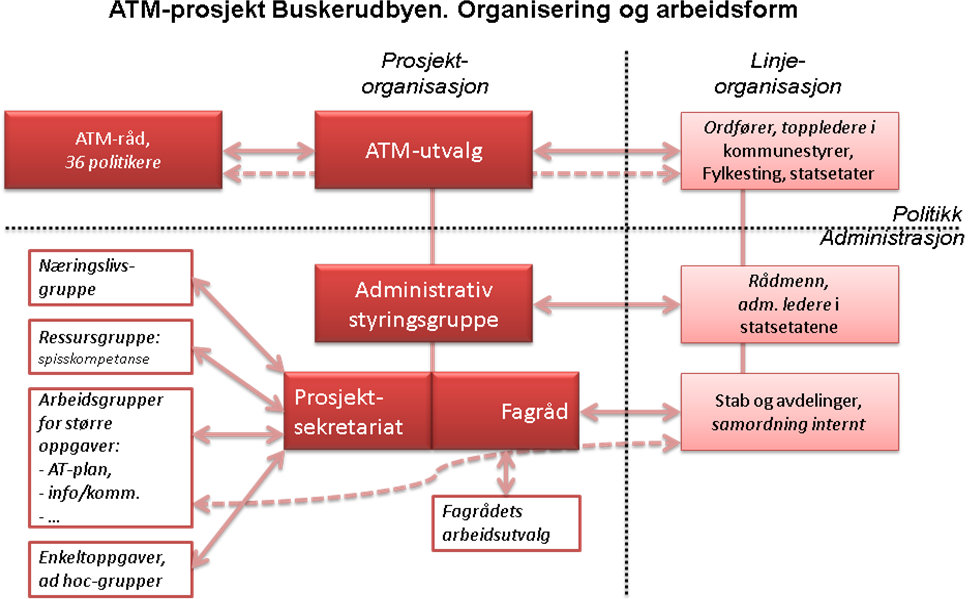 ATM-prosjekt Buskerudbyen. Organisering og arbeidsform
Prosjekt-
organisasjon
Linje-
organisasjon
ATM-råd,
36 politikere
ATM-utvalg
Ordfører, toppledere i
kommunestyrer,
Fylkesting, statsetater
Politikk
Administrasjon
Næringslivs-
gruppe
Administrativ
styringsgruppe
Rådmenn,
adm. ledere i
statsetatene
Ressursgruppe:
spisskompetanse
Arbeidsgrupper
for større
oppgaver:
- AT-plan,
- info/komm.
- ...
Prosjekt-
sekretariat
Fagråd
Stab og avdelinger,
samordning internt
Fagrådets
arbeidsutvalg
Enkeltoppgaver,
ad hoc-grupper